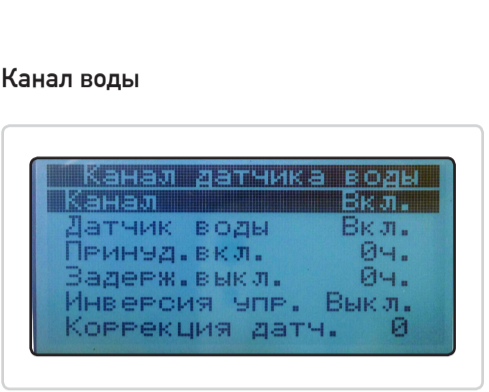 Канал воды
Канал датчика воды
Канал Вкл.
Датчик воды Вкл.
Принуд.вкл. 0ч.
Задерж.выкл. 0ч.
Инверсия упр. Выкл.
Коррекция датч. 0